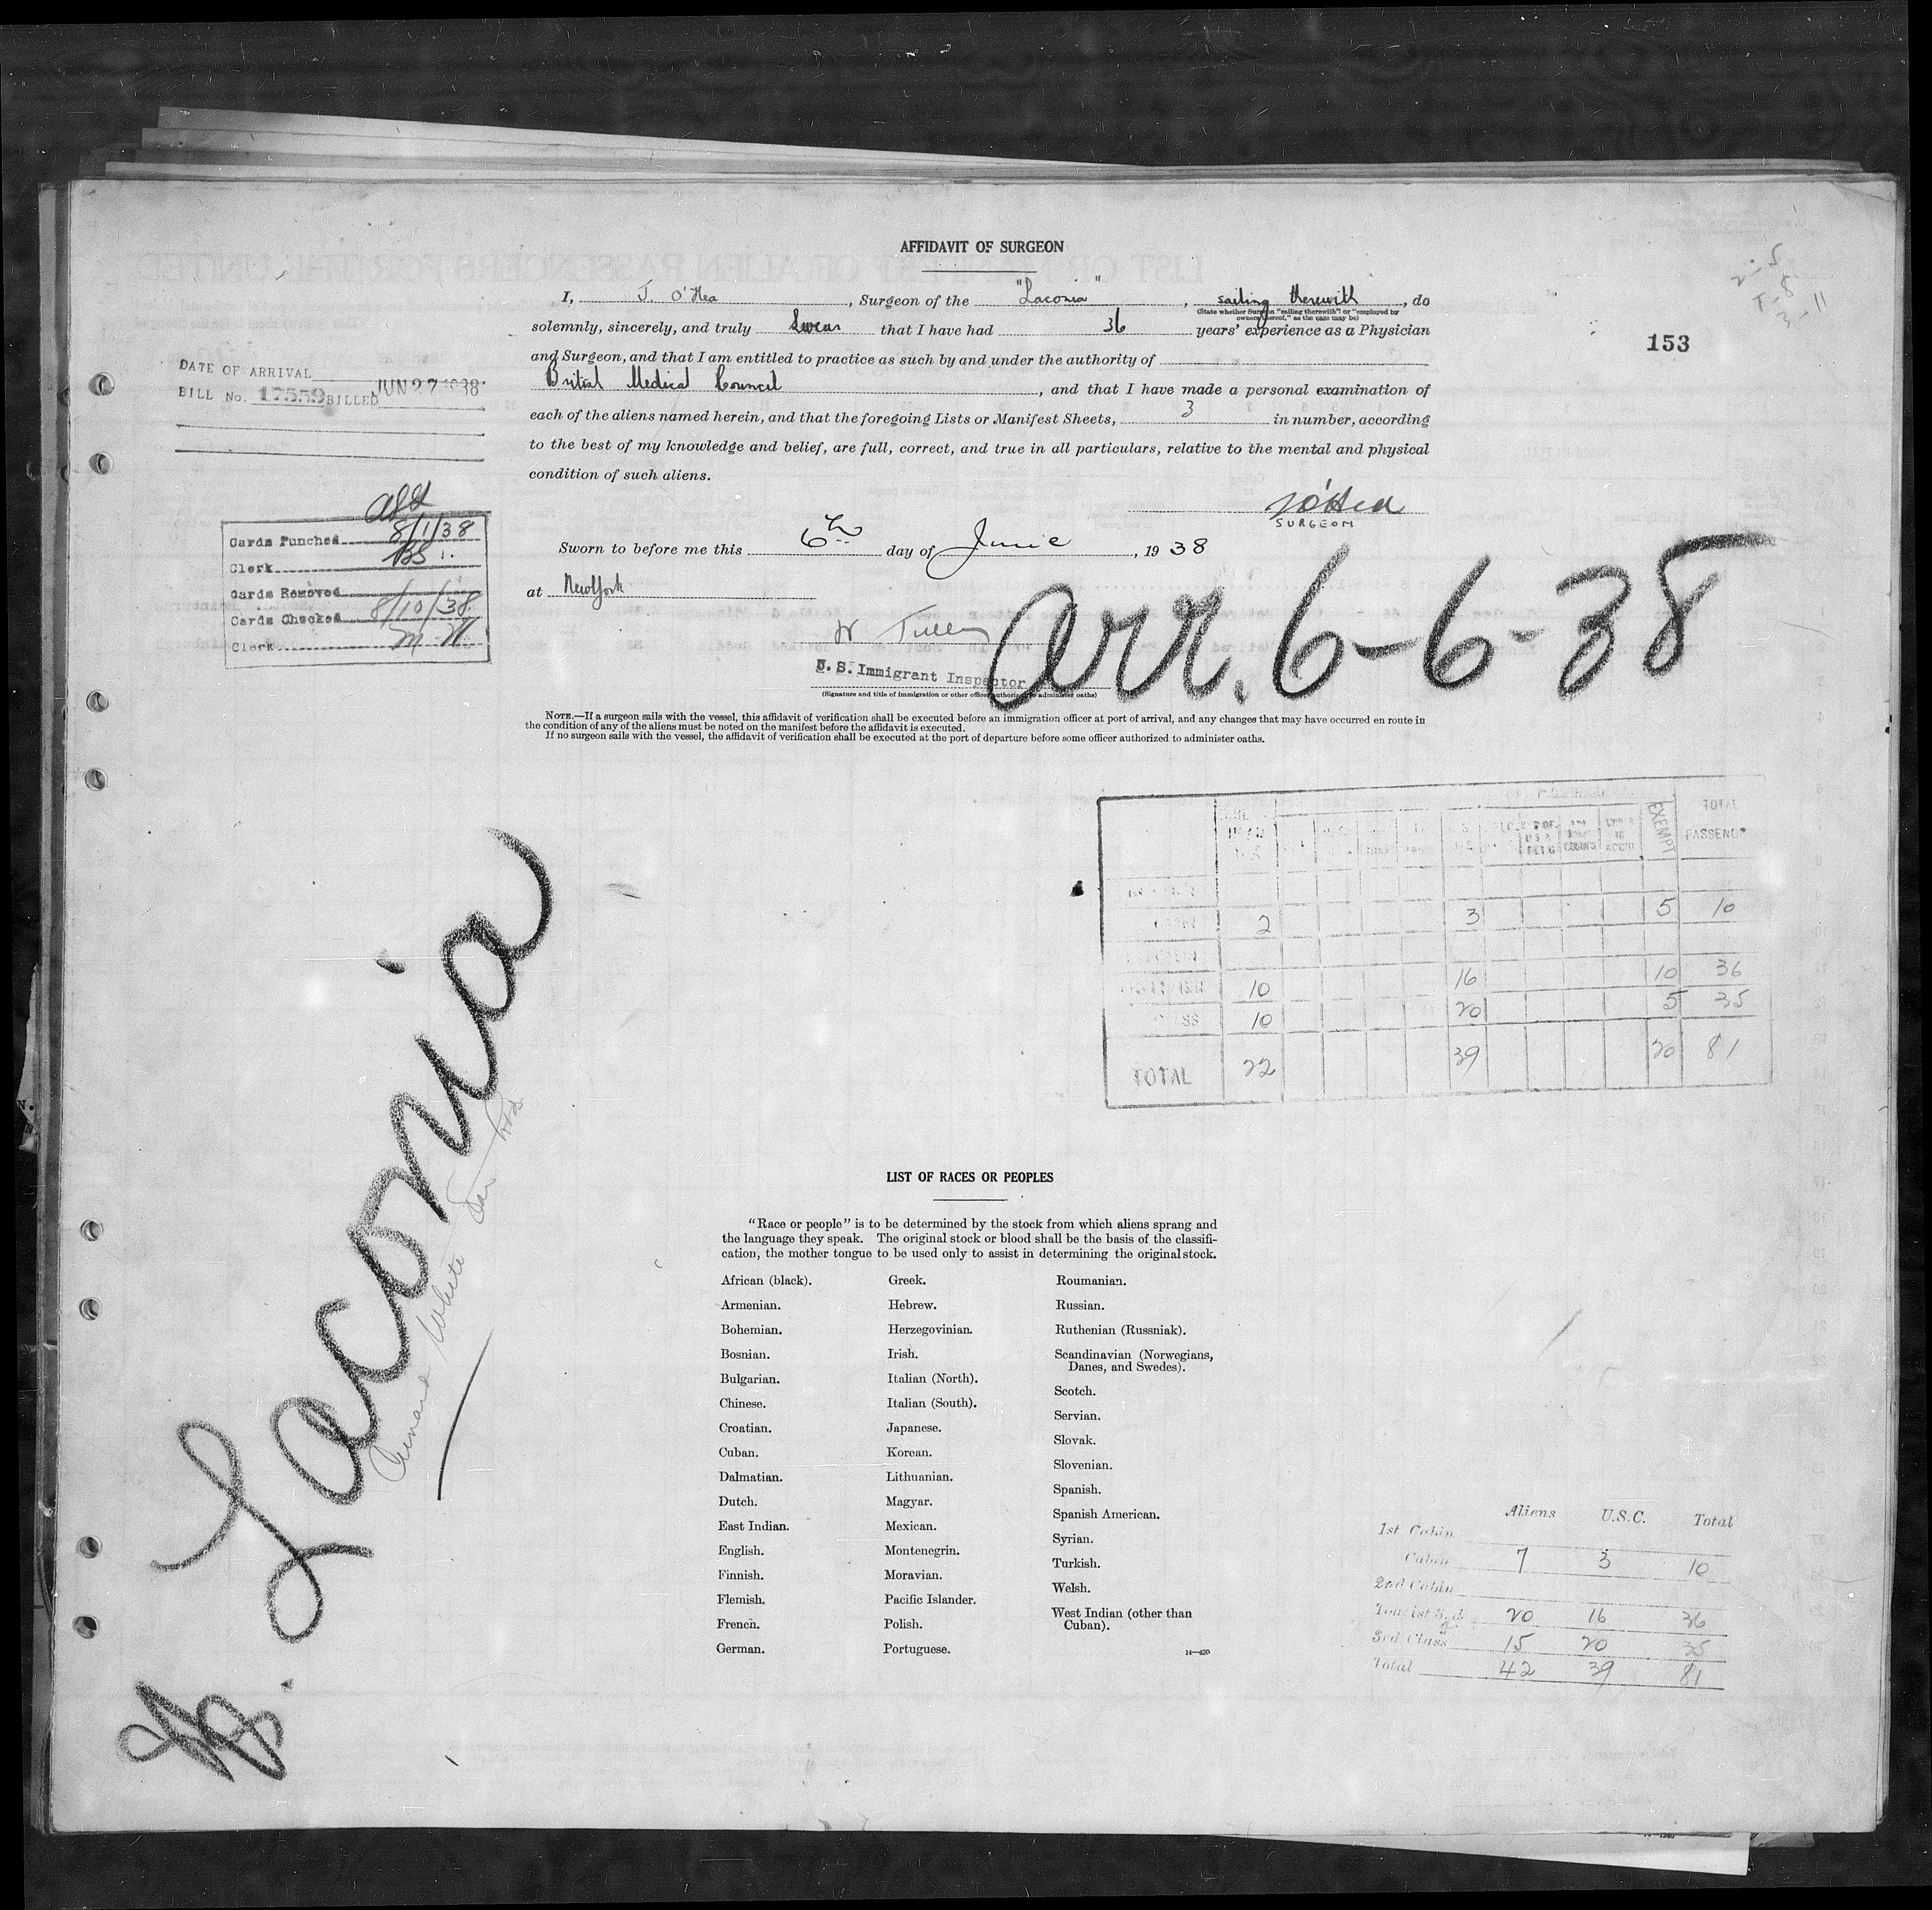 AFFIDAVIT OF SURGEON
I, J. O'Hea, Surgeon of the "Laconia", sailing therewith, do
(State whether Surgeon "sailing therewith" or "employed by
owners thereof," as the case may be)
solemnly, sincerely, and truly Swear that I have had 36 years' experience as a Physician
and Surgeon, and that I am entitled to practice as such by and under the authority of
British Medical Council, and that I have made a personal examination of
each of the aliens named herein, and that the foregoing Lists or Manifest Sheets, 3 in number, according
to the best of my knowledge and belief, are full, correct, and true in all particulars, relative to the mental and physical
condition of such aliens.
153
DATE OF ARRIVAL
BILL No. 17559 BILLED JUN 27 1938
J O'Hea
SURGEON
Cards Punched 8/1/38
Clerk
Cards Removed
Cards Checked 8/10/38
Clerk M.W.
Sworn to before me this 6th day of June, 1938
at New York
W Tully
U.S. Immigrant Inspector
(Signature and title of immigration or other officer authorized to administer oaths)
Arr. 6-6-38
NOTE.—If a surgeon sails with the vessel, this affidavit of verification shall be executed before an immigration officer at port of arrival, and any changes that may have occurred en route in
the condition of any of the aliens must be noted on the manifest before the affidavit is executed.
If no surgeon sails with the vessel, the affidavit of verification shall be executed at the port of departure before some officer authorized to administer oaths.
EXEMPT TOTAL
PASSENG
2 3 5 10
10 16 10 36
10 20 5 35
TOTAL 22 39 20 81
Laconia
Cunard White Star Ltd.
LIST OF RACES OR PEOPLES
"Race or people" is to be determined by the stock from which aliens sprang and
the language they speak. The original stock or blood shall be the basis of the classifi-
cation, the mother tongue to be used only to assist in determining the original stock.
African (black).
Armenian.
Bohemian.
Bosnian.
Bulgarian.
Chinese.
Croatian.
Cuban.
Dalmatian.
Dutch.
East Indian.
English.
Finnish.
Flemish.
French.
German.
Greek.
Hebrew.
Herzegovinian.
Irish.
Italian (North).
Italian (South).
Japanese.
Korean.
Lithuanian.
Magyar.
Mexican.
Montenegrin.
Moravian.
Pacific Islander.
Polish.
Portuguese.
Roumanian.
Russian.
Ruthenian (Russniak).
Scandinavian (Norwegians,
Danes, and Swedes).
Scotch.
Servian.
Slovak.
Slovenian.
Spanish.
Spanish American.
Syrian.
Turkish.
Welsh.
West Indian (other than
Cuban).
Aliens U.S.C. Total
1st Cabin
Cabin 7 3 10
2nd Cabin
Tourist 20 16 36
3rd Class 15 20 35
Total 42 39 81